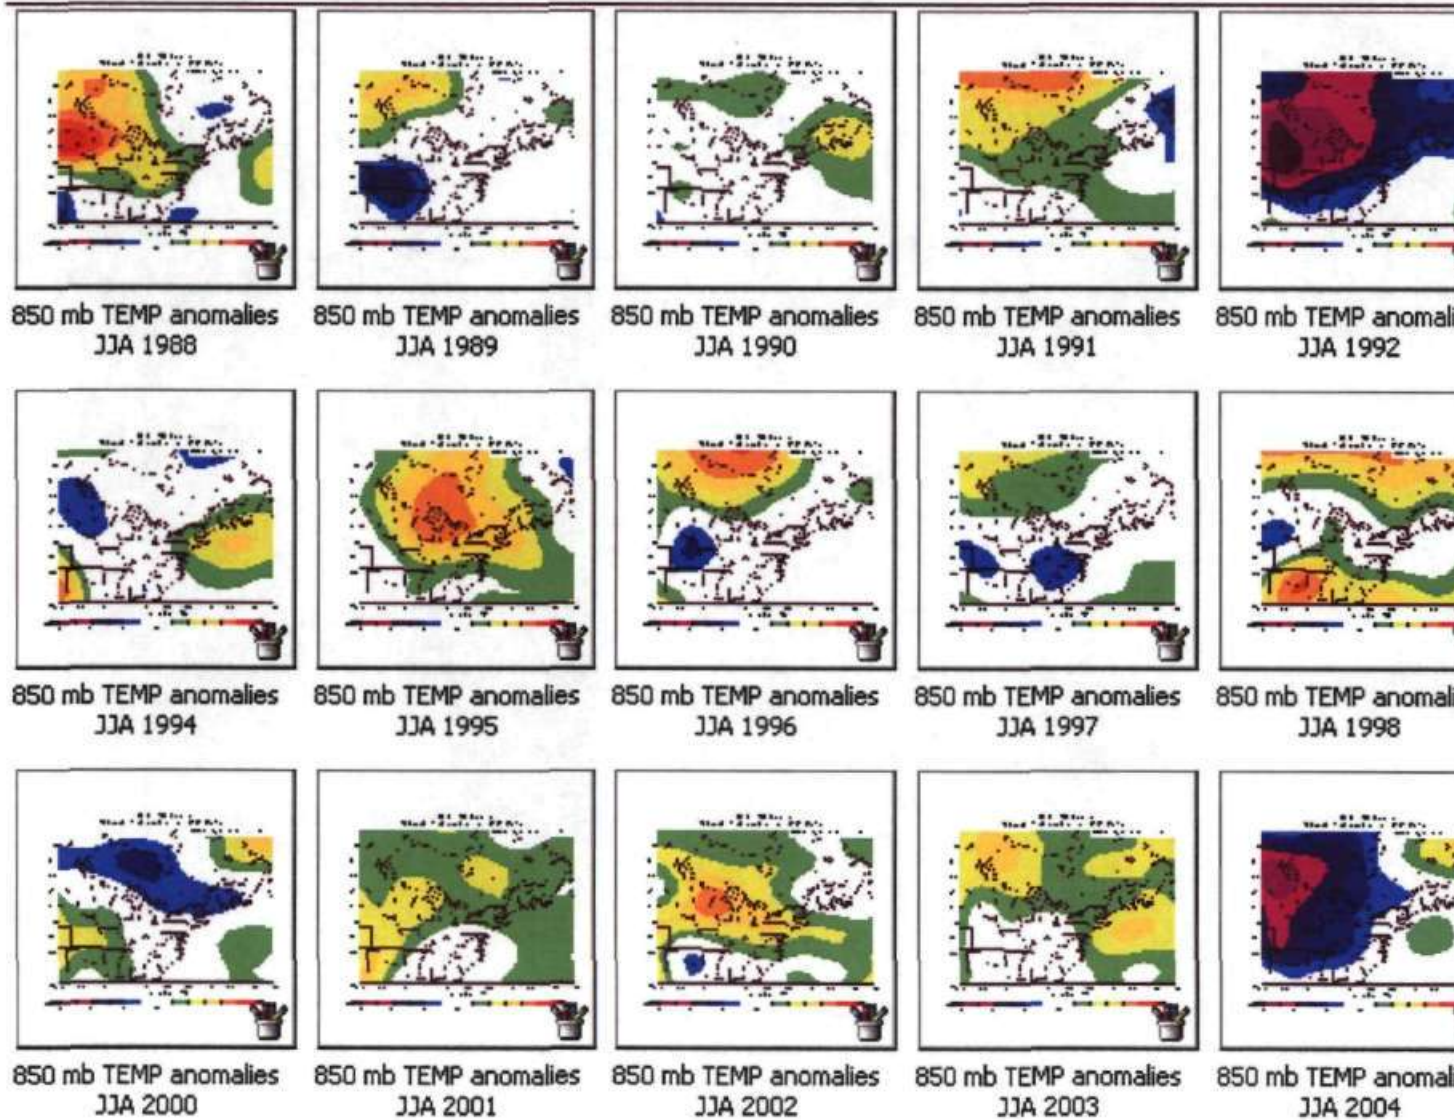 850 mb TEMP anomalies
JJA 1988
850 mb TEMP anomalies
JJA 1989
850 mb TEMP anomalies
JJA 1990
850 mb TEMP anomalies
JJA 1991
850 mb TEMP anomali
JJA 1992
850 mb TEMP anomalies
JJA 1994
850 mb TEMP anomalies
JJA 1995
850 mb TEMP anomalies
JJA 1996
850 mb TEMP anomalies
JJA 1997
850 mb TEMP anomali
JJA 1998
850 mb TEMP anomalies
JJA 2000
850 mb TEMP anomalies
JJA 2001
850 mb TEMP anomalies
JJA 2002
850 mb TEMP anomalies
JJA 2003
850 mb TEMP anomali
JJA 2004